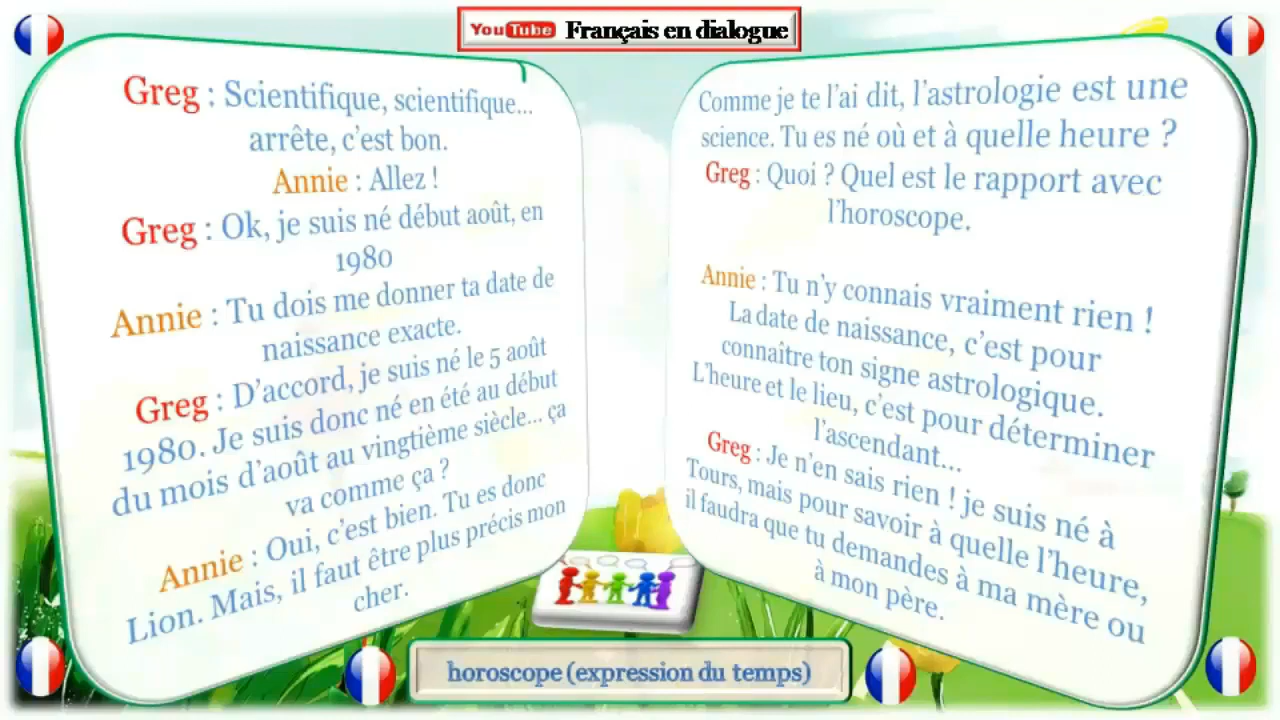 YouTube Français en dialogue
Greg : Scientifique, scientifique...
arrête, c'est bon.
Annie : Allez !
Greg : Ok, je suis né début août, en
1980
Annie : Tu dois me donner ta date de
naissance exacte.
Greg : D'accord, je suis né le 5 août
1980. Je suis donc né en été au début
du mois d'août au vingtième siècle... ça
va comme ça ?
Annie : Oui, c'est bien. Tu es donc
Lion. Mais, il faut être plus précis mon
cher.
Comme je te l'ai dit, l'astrologie est une
science. Tu es né où et à quelle heure ?
Greg : Quoi ? Quel est le rapport avec
l'horoscope.
Annie : Tu n'y connais vraiment rien !
La date de naissance, c'est pour
connaître ton signe astrologique.
L'heure et le lieu, c'est pour déterminer
l'ascendant...
Greg : Je n'en sais rien ! je suis né à
Tours, mais pour savoir à quelle l'heure,
il faudra que tu demandes à ma mère ou
à mon père.
horoscope (expression du temps)